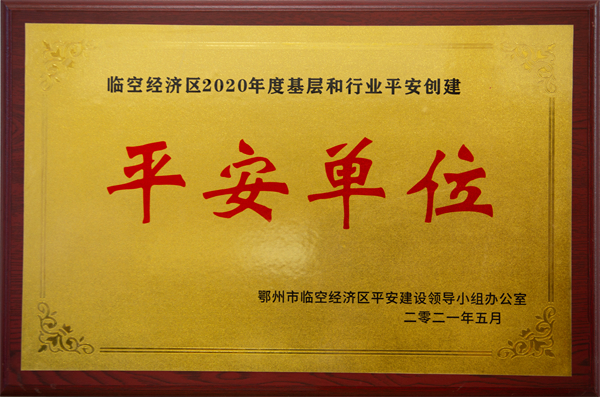 临空经济区2020年度基层和行业平安创建
平安单位
鄂州市临空经济区平安建设领导小组办公室
二零二一年五月